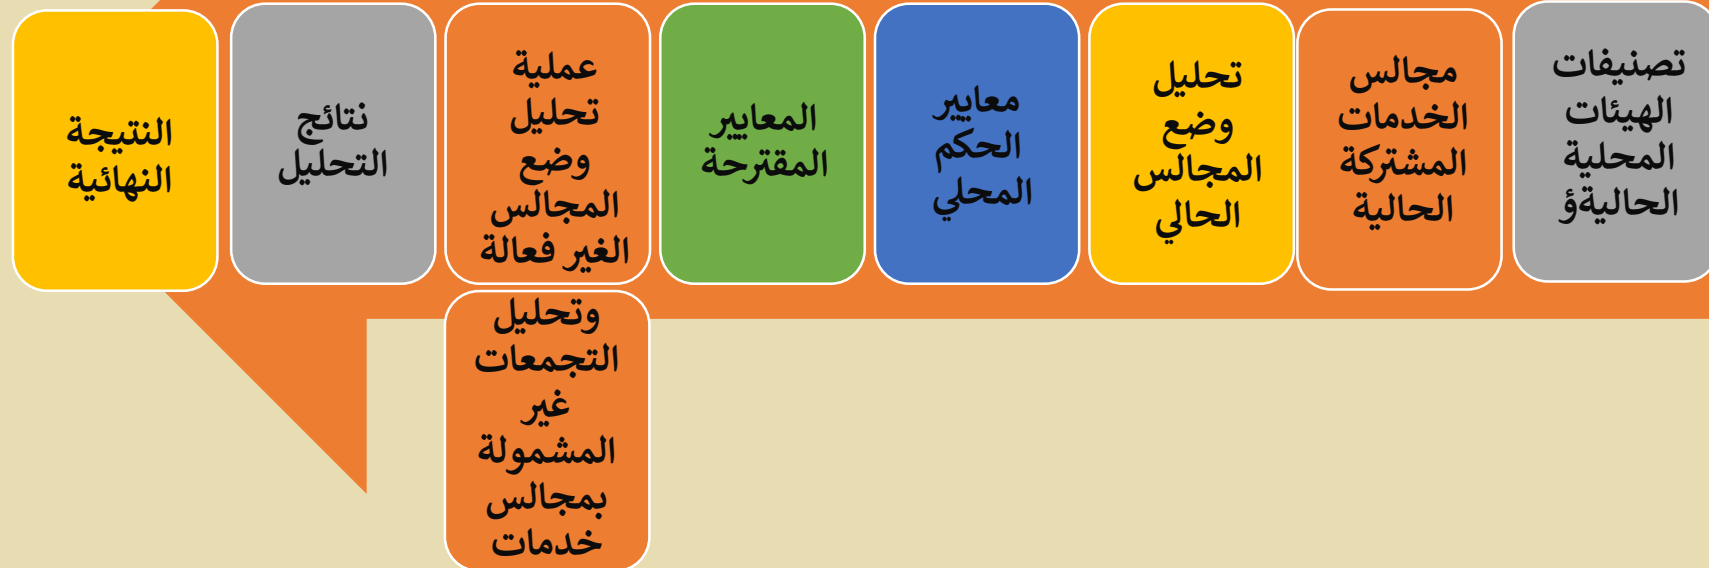 تصنيفات
الهيئات
المحلية
الحاليةؤ
مجالس
الخدمات
المشتركة
الحالية
تحليل
وضع
المجالس
الحالي
معايير
الحكم
المحلي
المعايير
المقترحة
عملية
تحليل
وضع
المجالس
الغير فعالة
وتحليل
التجمعات
غير
المشمولة
بمجالس
خدمات
نتائج
التحليل
النتيجة
النهائية